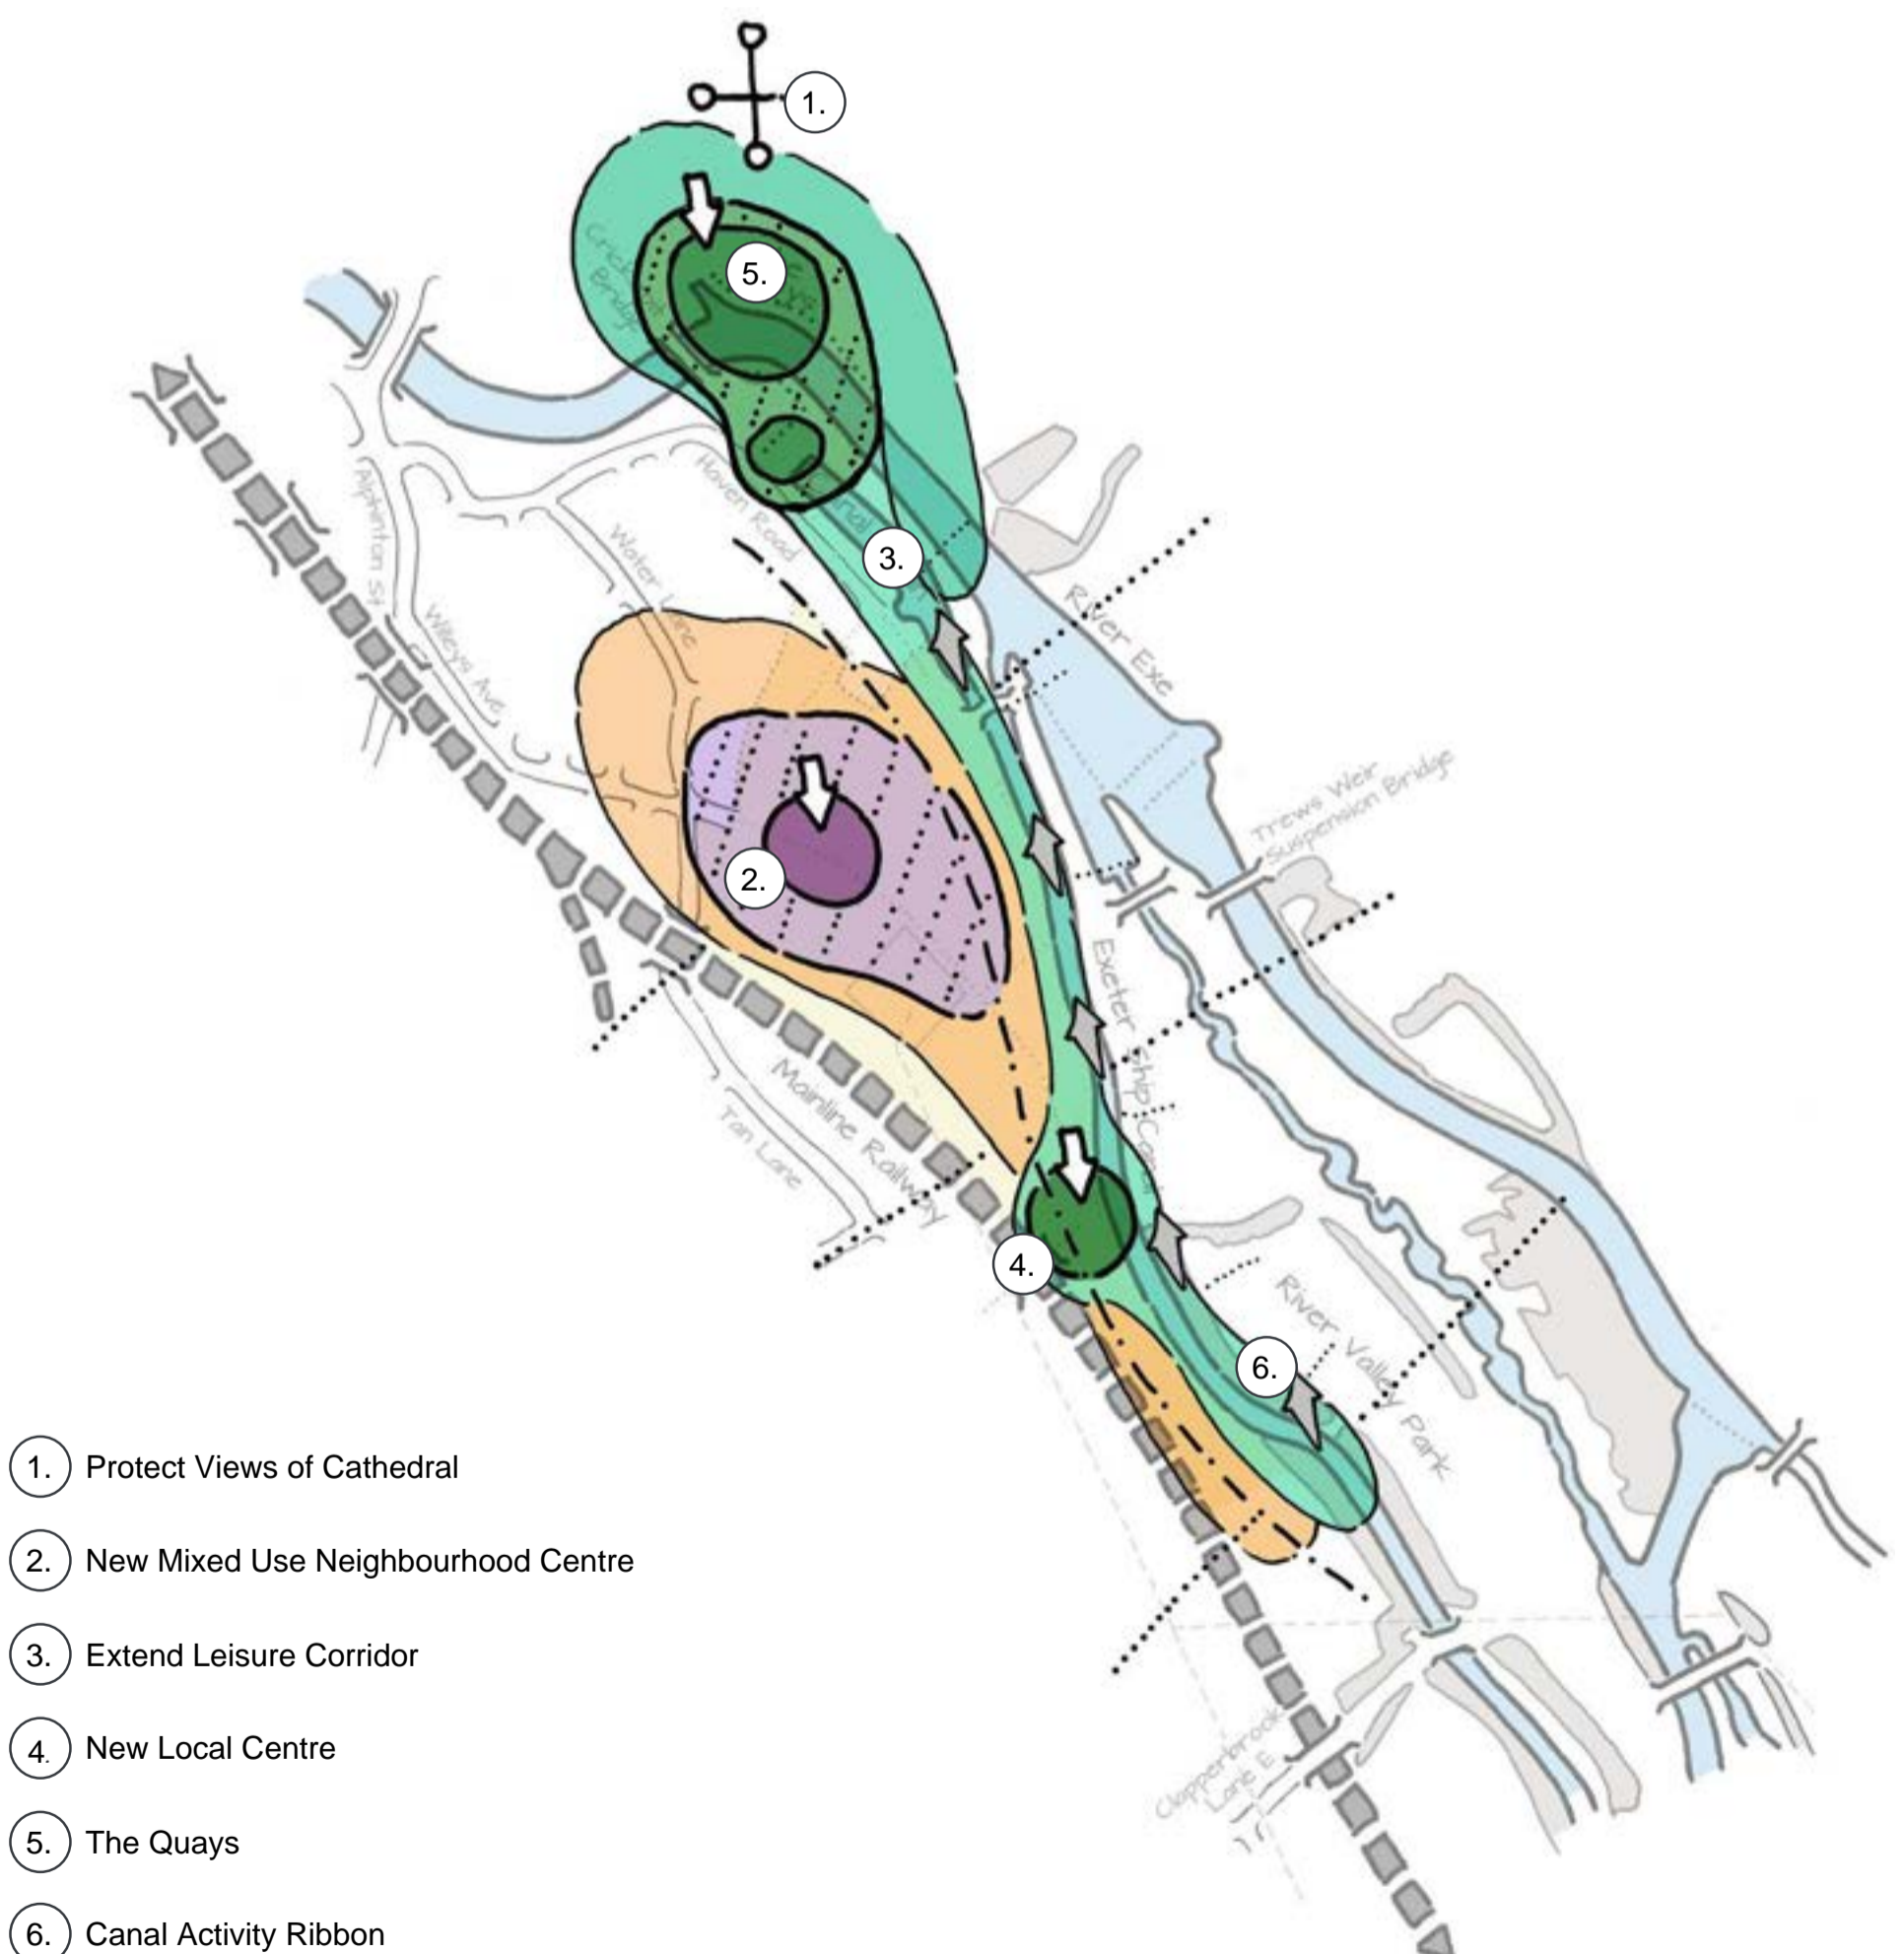 1.
5.
Haven Road
3.
Water Lane
Alphinton St
Willeys Ave
River Exe
Trews Weir
Suspension Bridge
2.
Exeter Ship Canal
Mainline Railway
Tan Lane
4.
River Valley Park
6.
Clapperbrook
Lane E
1. Protect Views of Cathedral
2. New Mixed Use Neighbourhood Centre
3. Extend Leisure Corridor
4. New Local Centre
5. The Quays
6. Canal Activity Ribbon